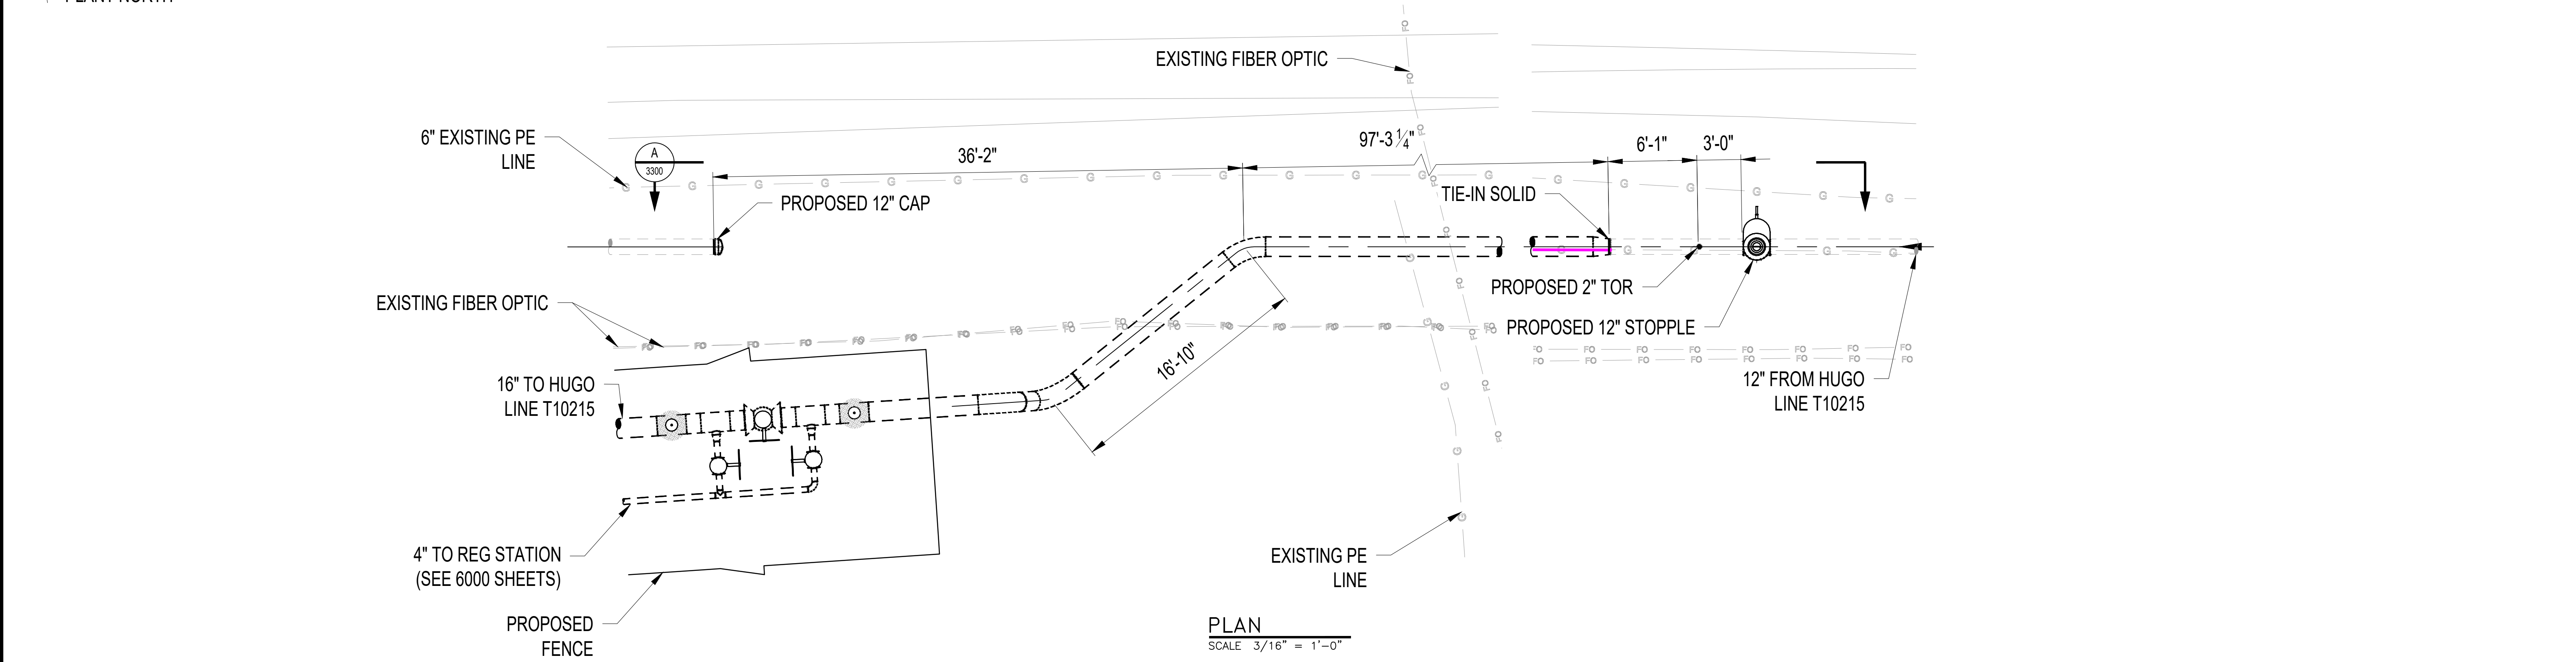 EXISTING FIBER OPTIC
6" EXISTING PE
LINE
A
3300
36'-2"
97'-3 1/4"
6'-1"
3'-0"
PROPOSED 12" CAP
TIE-IN SOLID
PROPOSED 2" TOR
EXISTING FIBER OPTIC
PROPOSED 12" STOPPLE
16'-10"
16" TO HUGO
LINE T10215
12" FROM HUGO
LINE T10215
4" TO REG STATION
(SEE 6000 SHEETS)
EXISTING PE
LINE
PROPOSED
FENCE
PLAN
SCALE 3/16" = 1'-0"